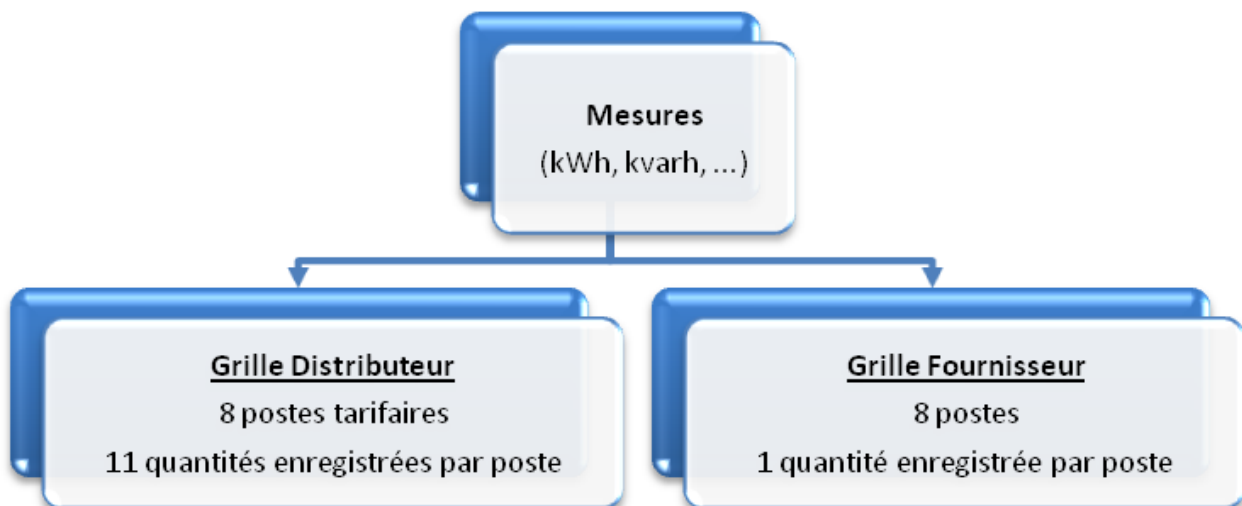 Mesures
(kWh, kvarh, ...)
Grille Distributeur
8 postes tarifaires
11 quantités enregistrées par poste
Grille Fournisseur
8 postes
1 quantité enregistrée par poste